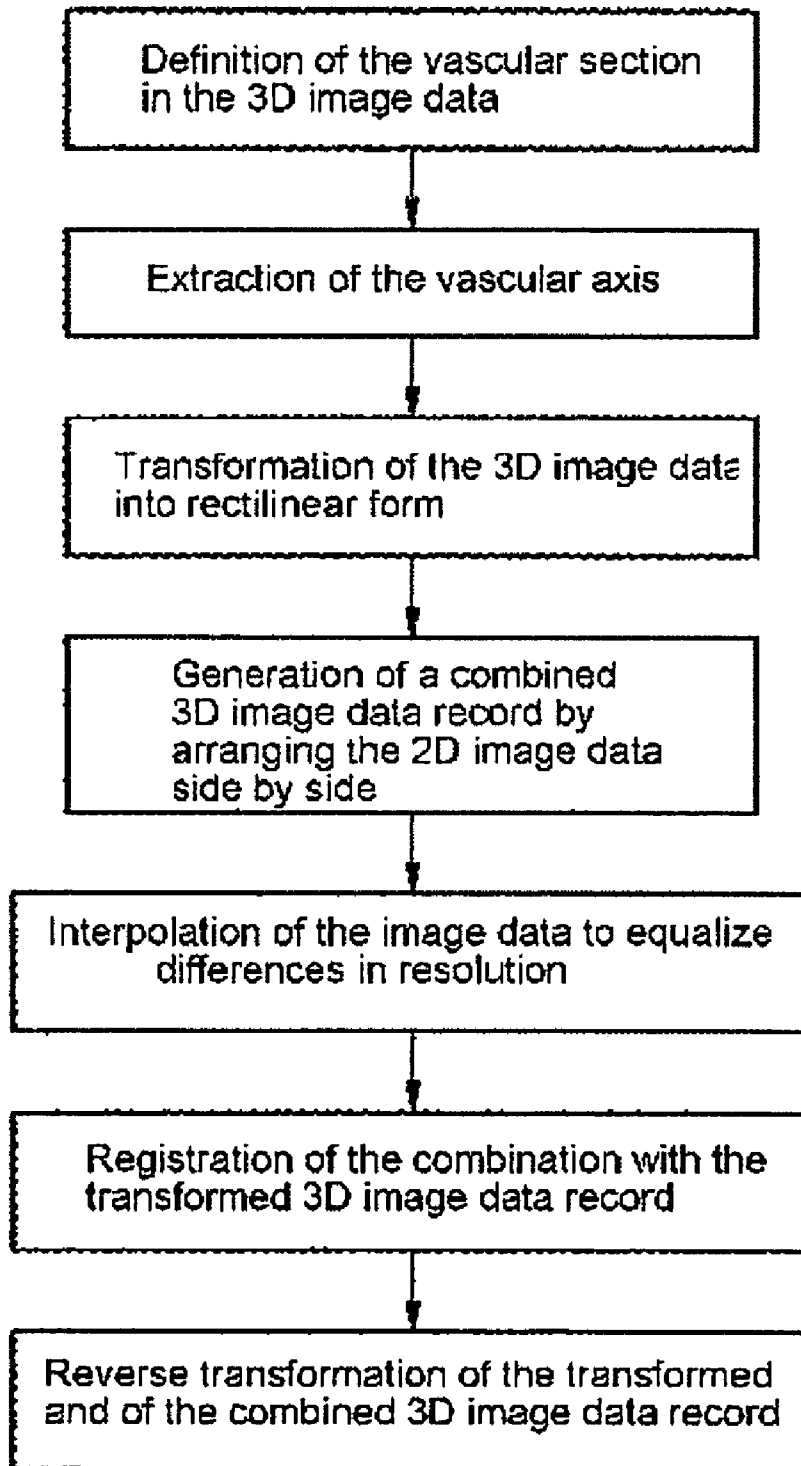 Definition of the vascular section
in the 3D image data
Extraction of the vascular axis
Transformation of the 3D image data
into rectilinear form
Generation of a combined
3D image data record by
arranging the 2D image data
side by side
Interpolation of the image data to equalize
differences in resolution
Registration of the combination with the
transformed 3D image data record
Reverse transformation of the transformed
and of the combined 3D image data record